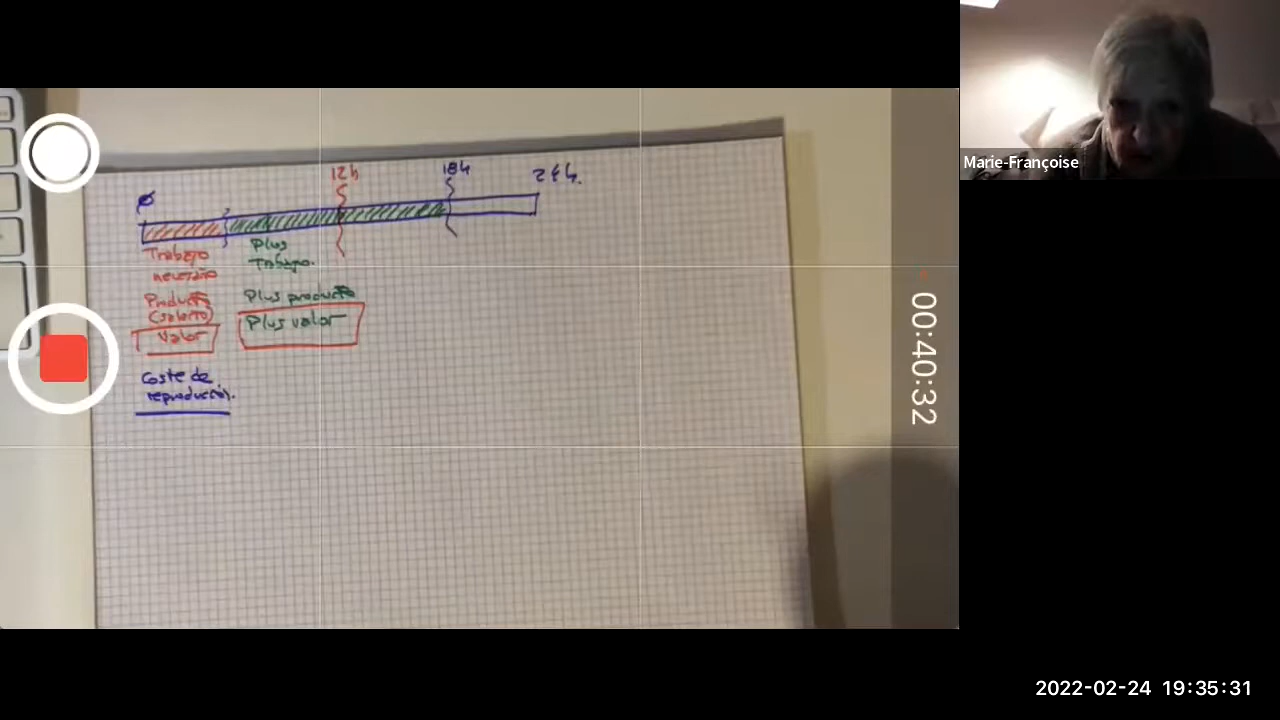 Marie-Françoise
Ø
12h
18h
24h.
Trabajo
necesario
Plus
Trabajo.
Producto
(salario)
Valor
Plus producto
Plus valor
Coste de
reproducción.
00:40:32
2022-02-24 19:35:31